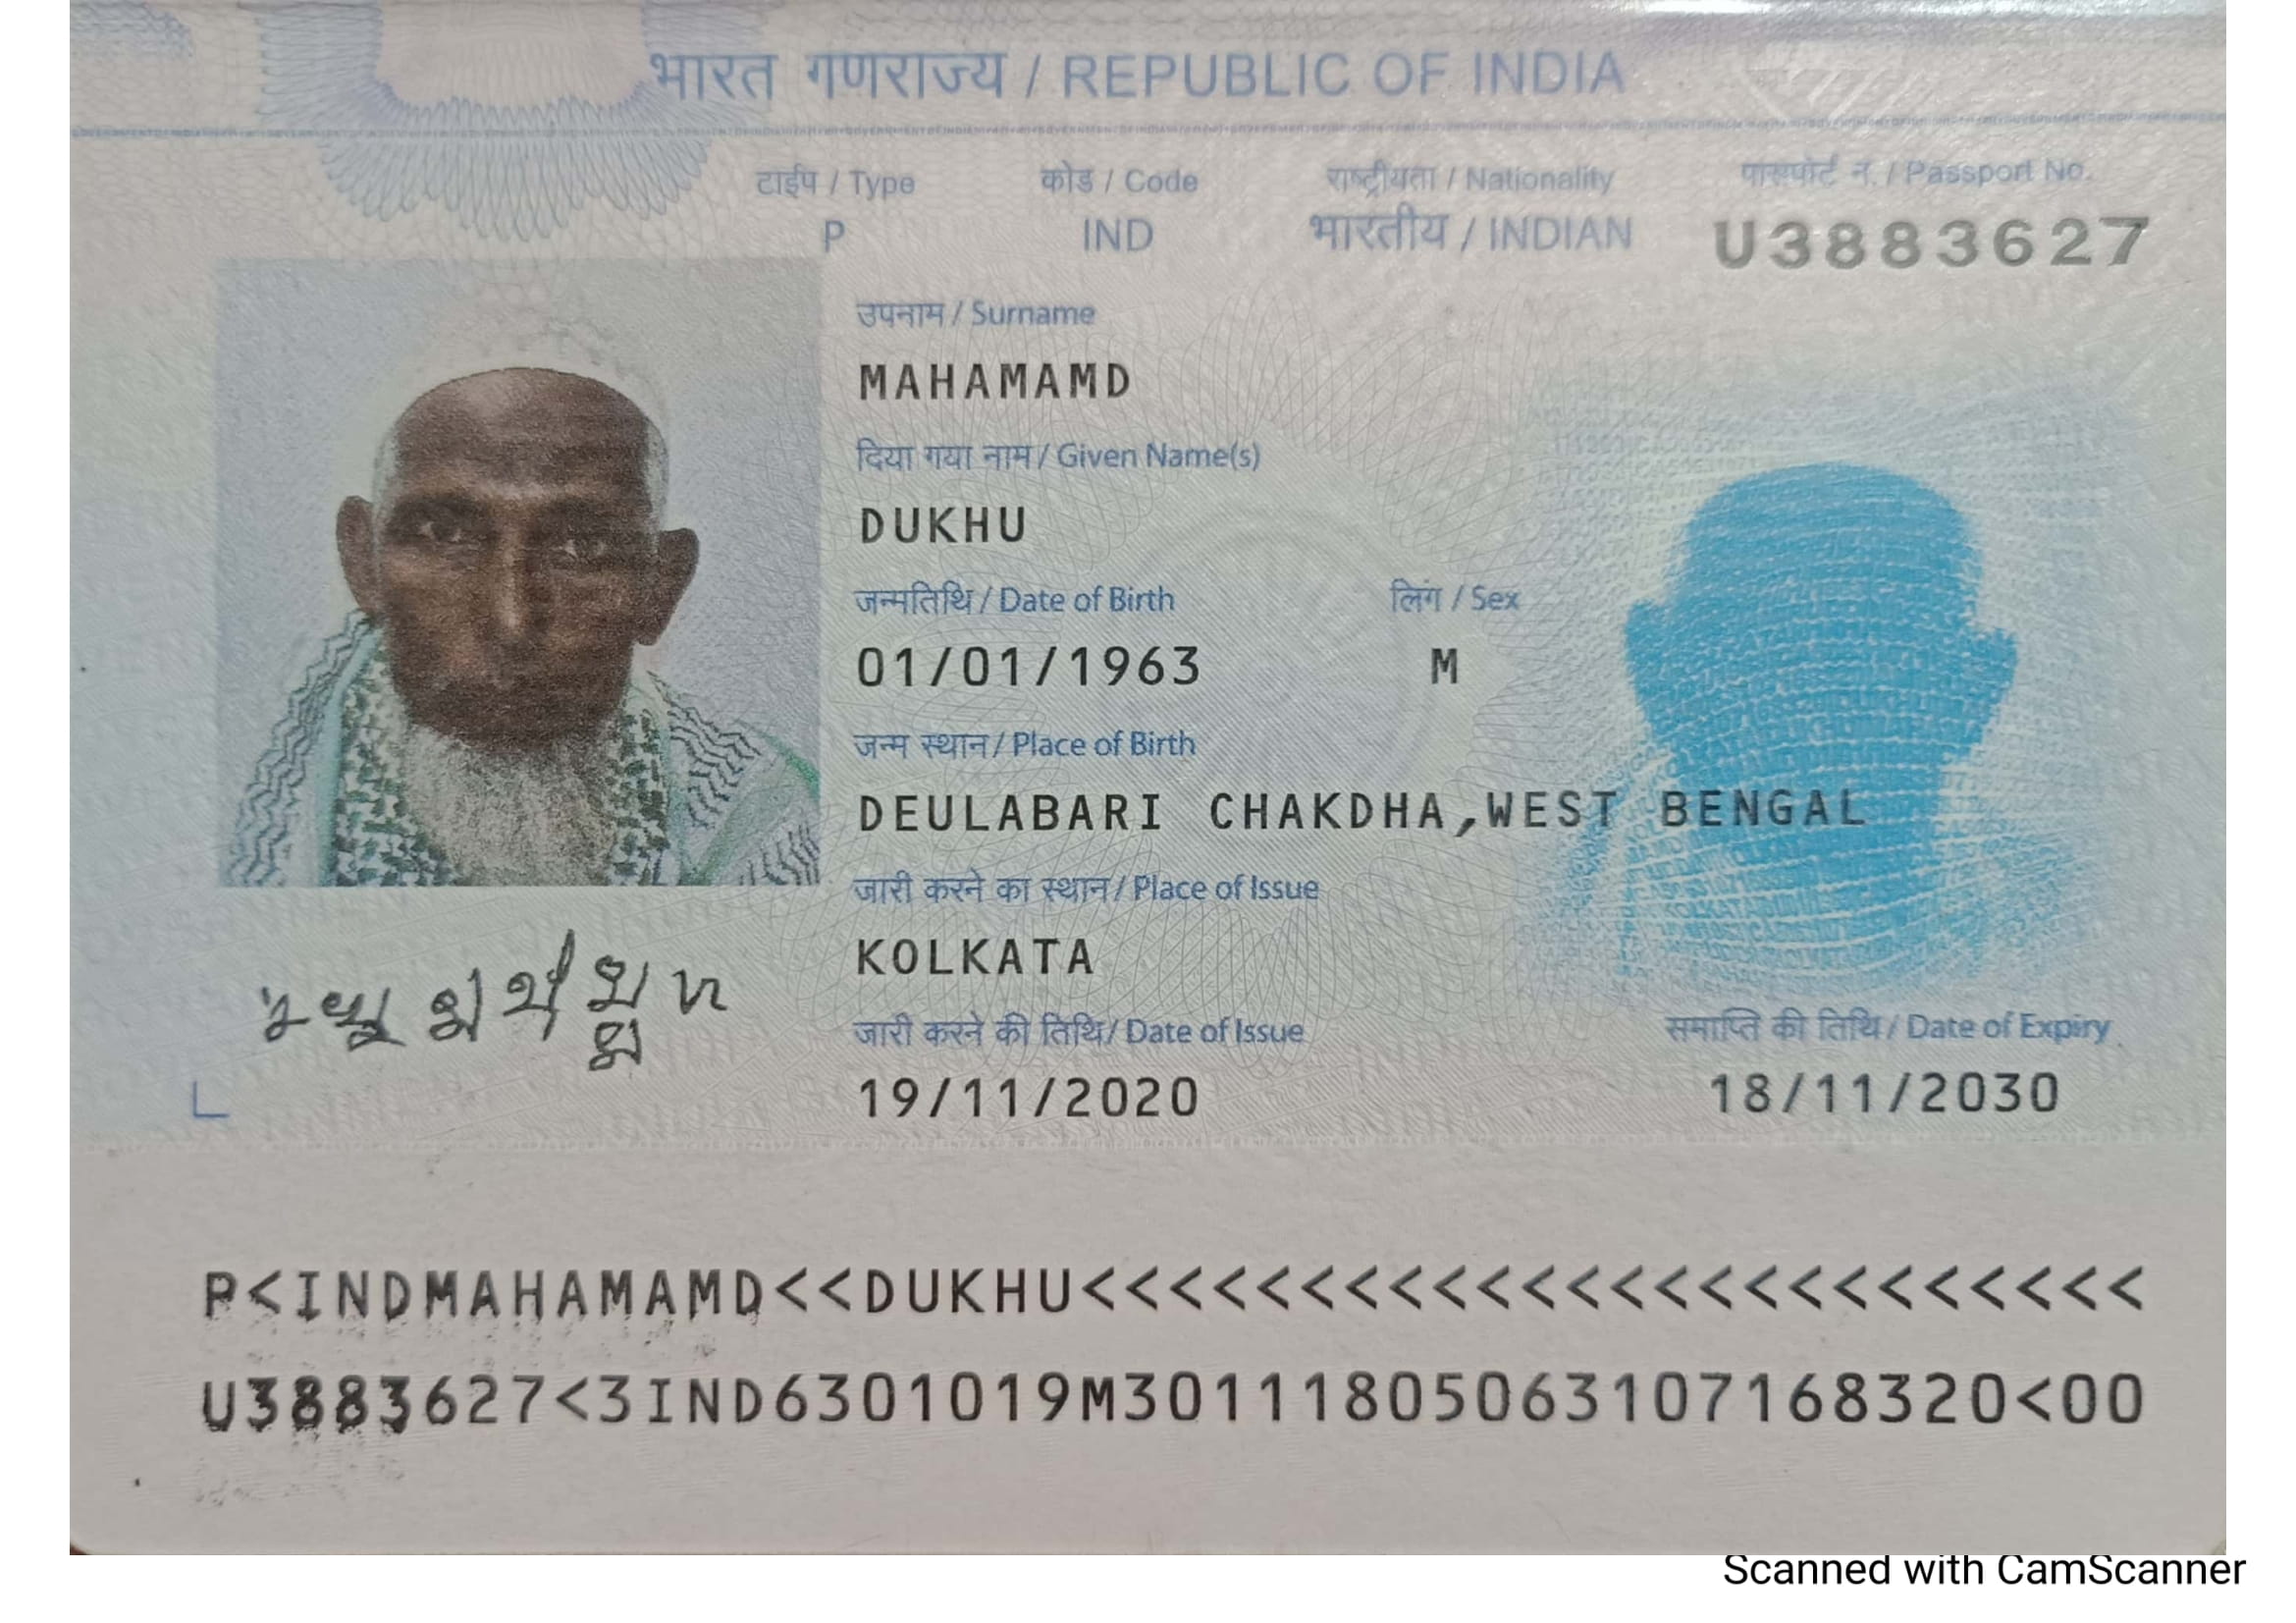 भारत गणराज्य / REPUBLIC OF INDIA
टाईप / Type कोड / Code राष्ट्रीयता / Nationality पासपोर्ट न. / Passport No.
P IND भारतीय / INDIAN U3883627
उपनाम / Surname
MAHAMAMD
दिया गया नाम / Given Name(s)
DUKHU
जन्मतिथि / Date of Birth लिंग / Sex
01/01/1963 M
जन्म स्थान / Place of Birth
DEULABARI CHAKDHA,WEST BENGAL
जारी करने का स्थान / Place of Issue
KOLKATA
जारी करने की तिथि / Date of Issue समाप्ति की तिथि / Date of Expiry
19/11/2020 18/11/2030
L
P<INDMAHAMAMD<<DUKHU<<<<<<<<<<<<<<<<<<<<<<<<
U3883627<3IND6301019M30111805063107168320<00
Scanned with CamScanner